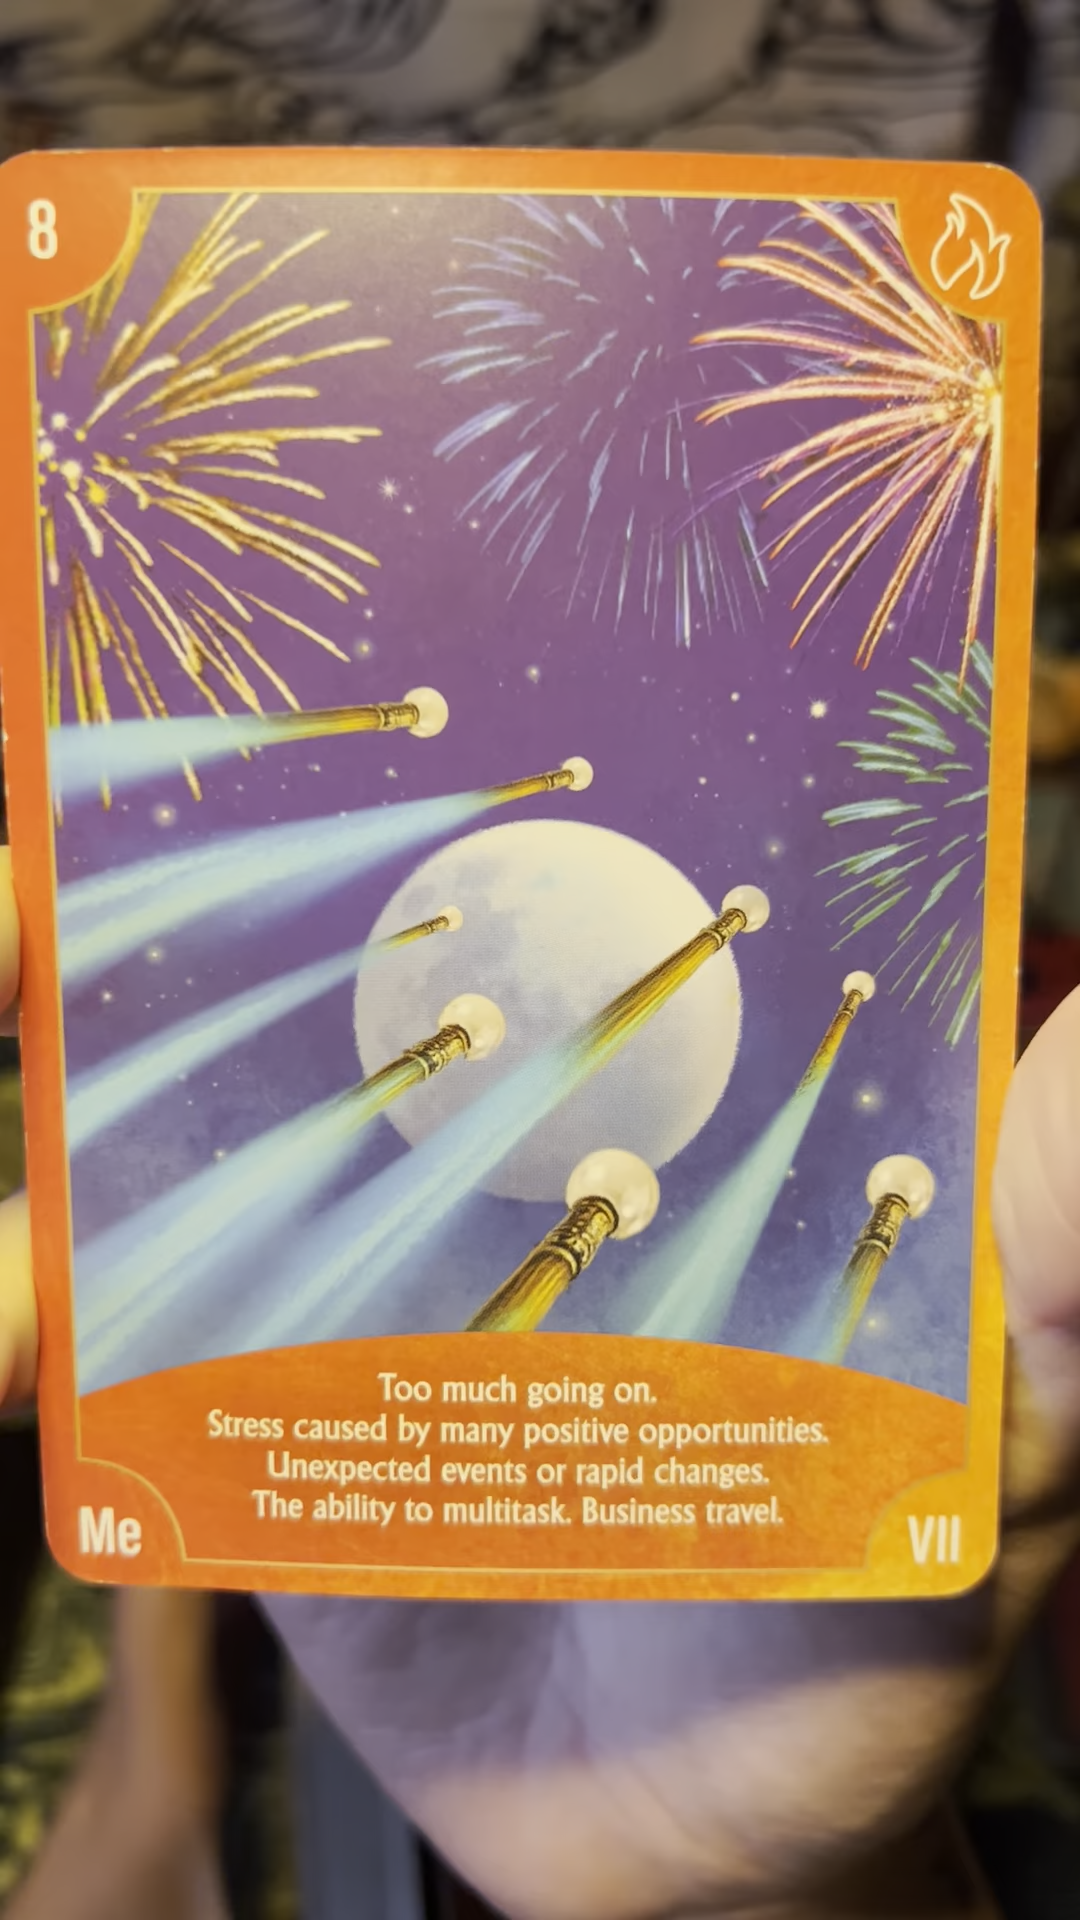 8
Too much going on.
Stress caused by many positive opportunities.
Unexpected events or rapid changes.
The ability to multitask. Business travel.
Me
VII